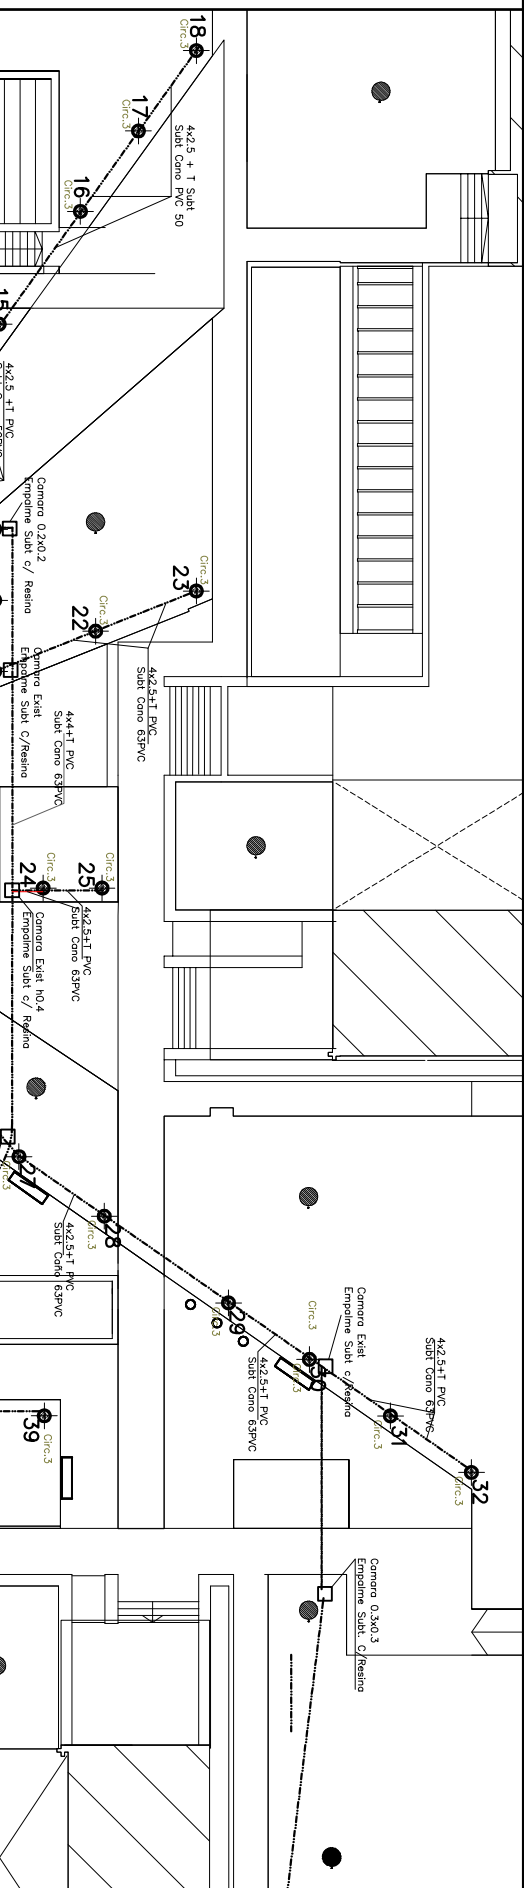 18
Circ.3
17
Circ.3
16
Circ.3
4x2.5 + T Subt
Subt Cano PVC 50
15
4x2.5 +T PVC
Camara 0.2x0.2
Empalme Subt c/ Resina
23
Circ.3
22
Circ.3
4x2.5+T PVC
Subt Cano 63PVC
Camara Exist
Empalme Subt C/Resina
4x4+T PVC
Subt Cano 63PVC
25
Circ.3
24
Circ.3
4x2.5+T PVC
Subt Cano 63PVC
Camara Exist h0.4
Empalme Subt c/ Resina
27
Circ.3
28
Circ.3
4x2.5+T PVC
Subt Caño 63PVC
29
Circ.3
Camara Exist
Empalme Subt c/Resina
Circ.3
30
Circ.3
4x2.5+T PVC
Subt Cano 63PVC
4x2.5+T PVC
Subt Cano 63PVC
31
Circ.3
32
Circ.3
39
Circ.3
Camara 0.3x0.3
Empalme Subt. C/Resina